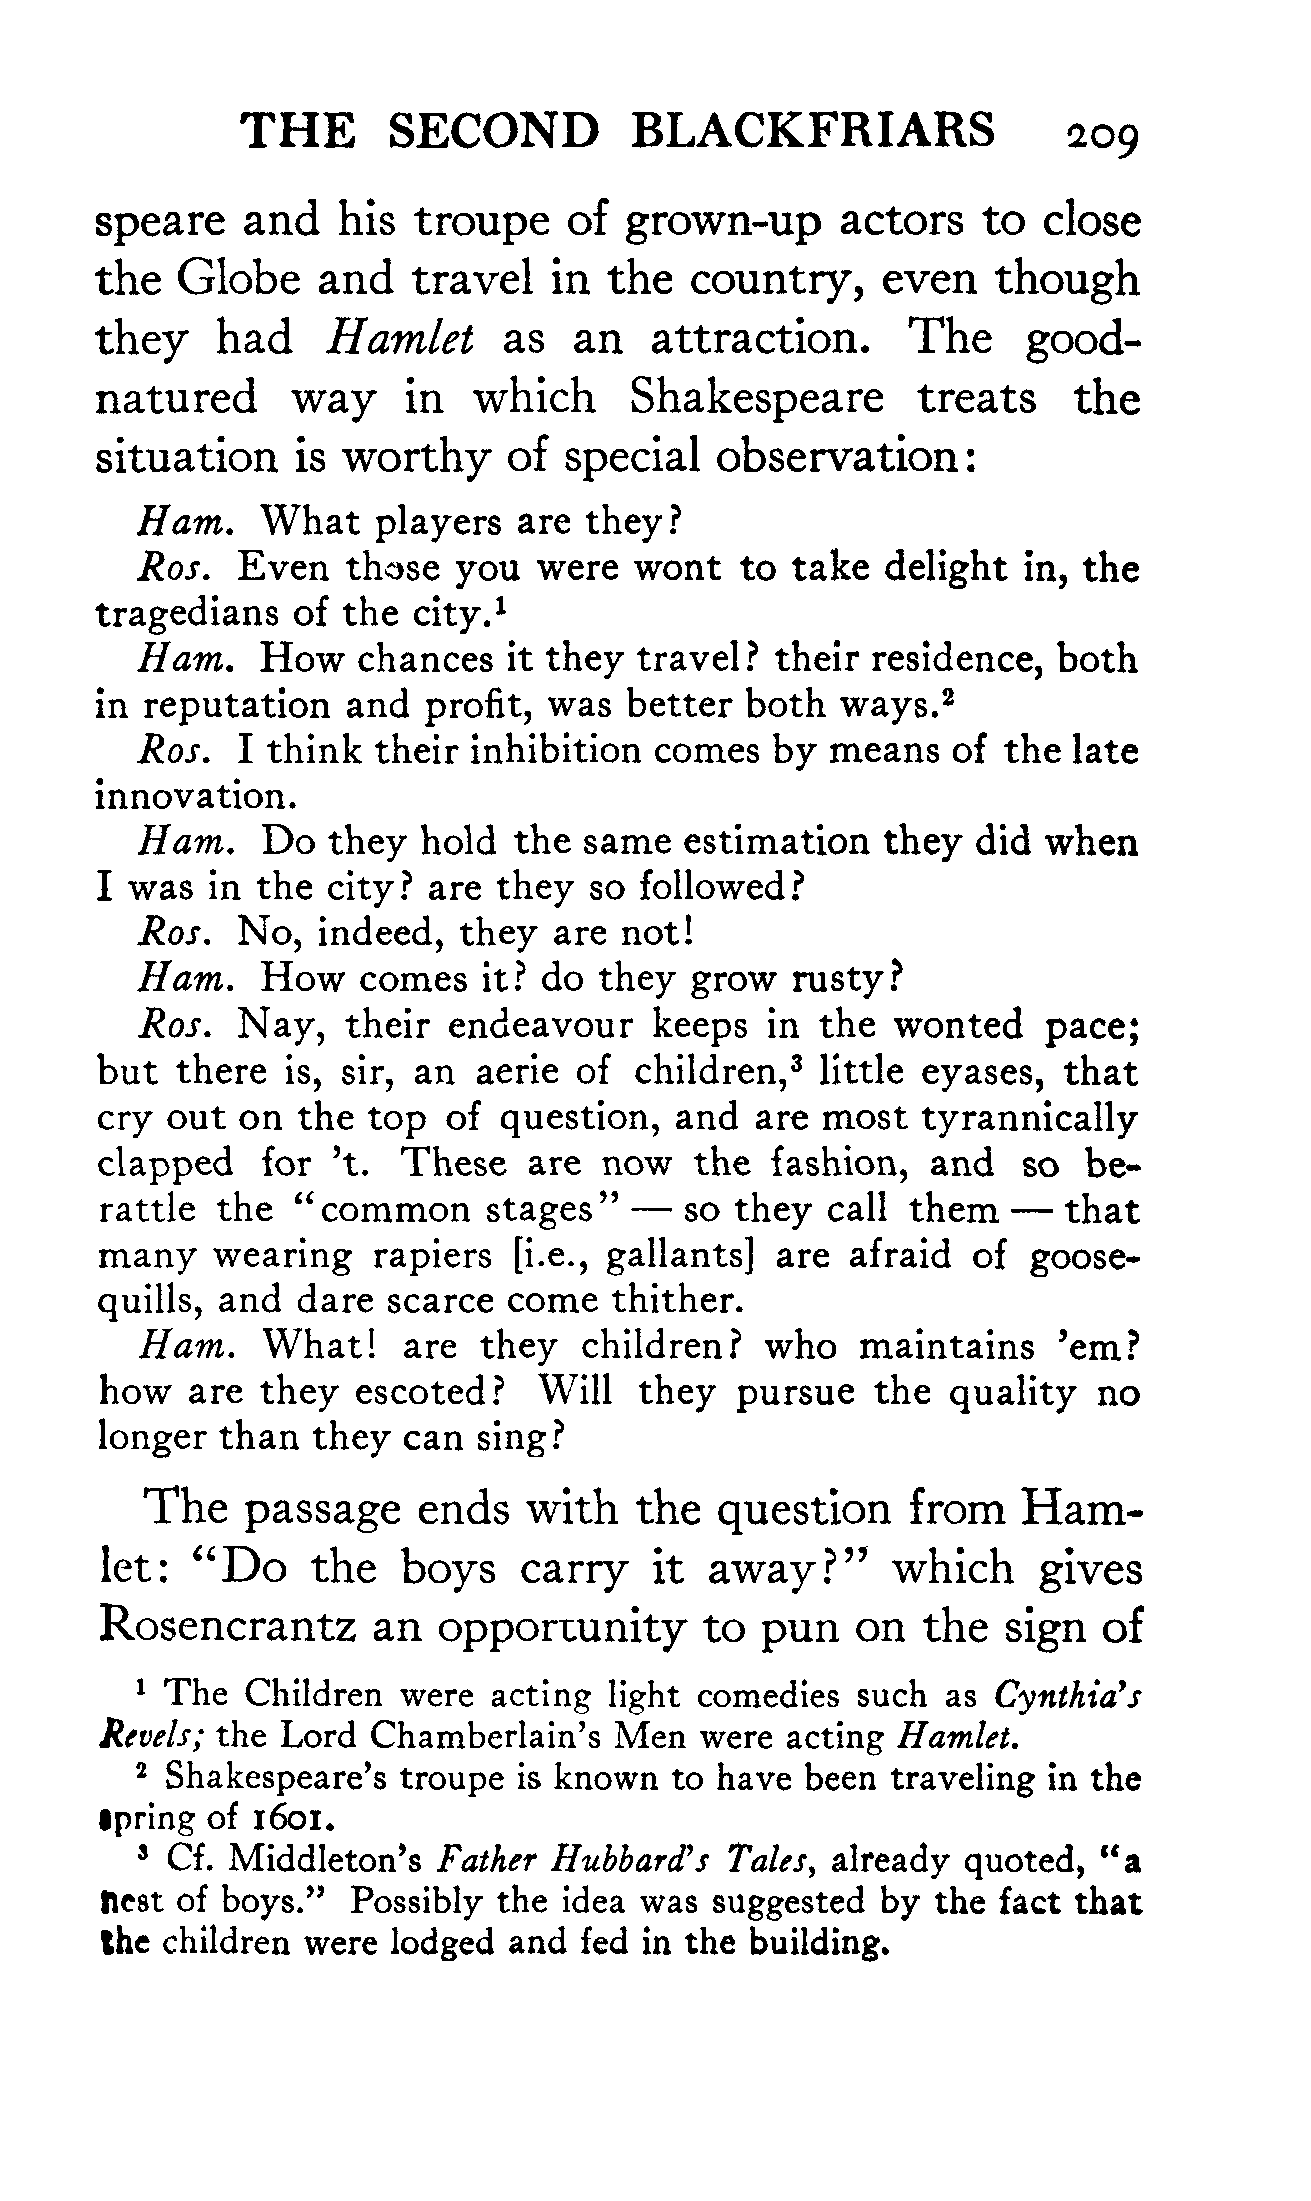 THE SECOND BLACKFRIARS 209
speare and his troupe of grown-up actors to close
the Globe and travel in the country, even though
they had Hamlet as an attraction. The good-
natured way in which Shakespeare treats the
situation is worthy of special observation:
Ham. What players are they?
Ros. Even those you were wont to take delight in, the
tragedians of the city.¹
Ham. How chances it they travel? their residence, both
in reputation and profit, was better both ways.²
Ros. I think their inhibition comes by means of the late
innovation.
Ham. Do they hold the same estimation they did when
I was in the city? are they so followed?
Ros. No, indeed, they are not!
Ham. How comes it? do they grow rusty?
Ros. Nay, their endeavour keeps in the wonted pace;
but there is, sir, an aerie of children,³ little eyases, that
cry out on the top of question, and are most tyrannically
clapped for 't. These are now the fashion, and so be-
rattle the "common stages" — so they call them — that
many wearing rapiers [i.e., gallants] are afraid of goose-
quills, and dare scarce come thither.
Ham. What! are they children? who maintains 'em?
how are they escoted? Will they pursue the quality no
longer than they can sing?
The passage ends with the question from Ham-
let: "Do the boys carry it away?" which gives
Rosencrantz an opportunity to pun on the sign of
¹ The Children were acting light comedies such as Cynthia's
Revels; the Lord Chamberlain's Men were acting Hamlet.
² Shakespeare's troupe is known to have been traveling in the
spring of 1601.
³ Cf. Middleton's Father Hubbard's Tales, already quoted, "a
nest of boys." Possibly the idea was suggested by the fact that
the children were lodged and fed in the building.